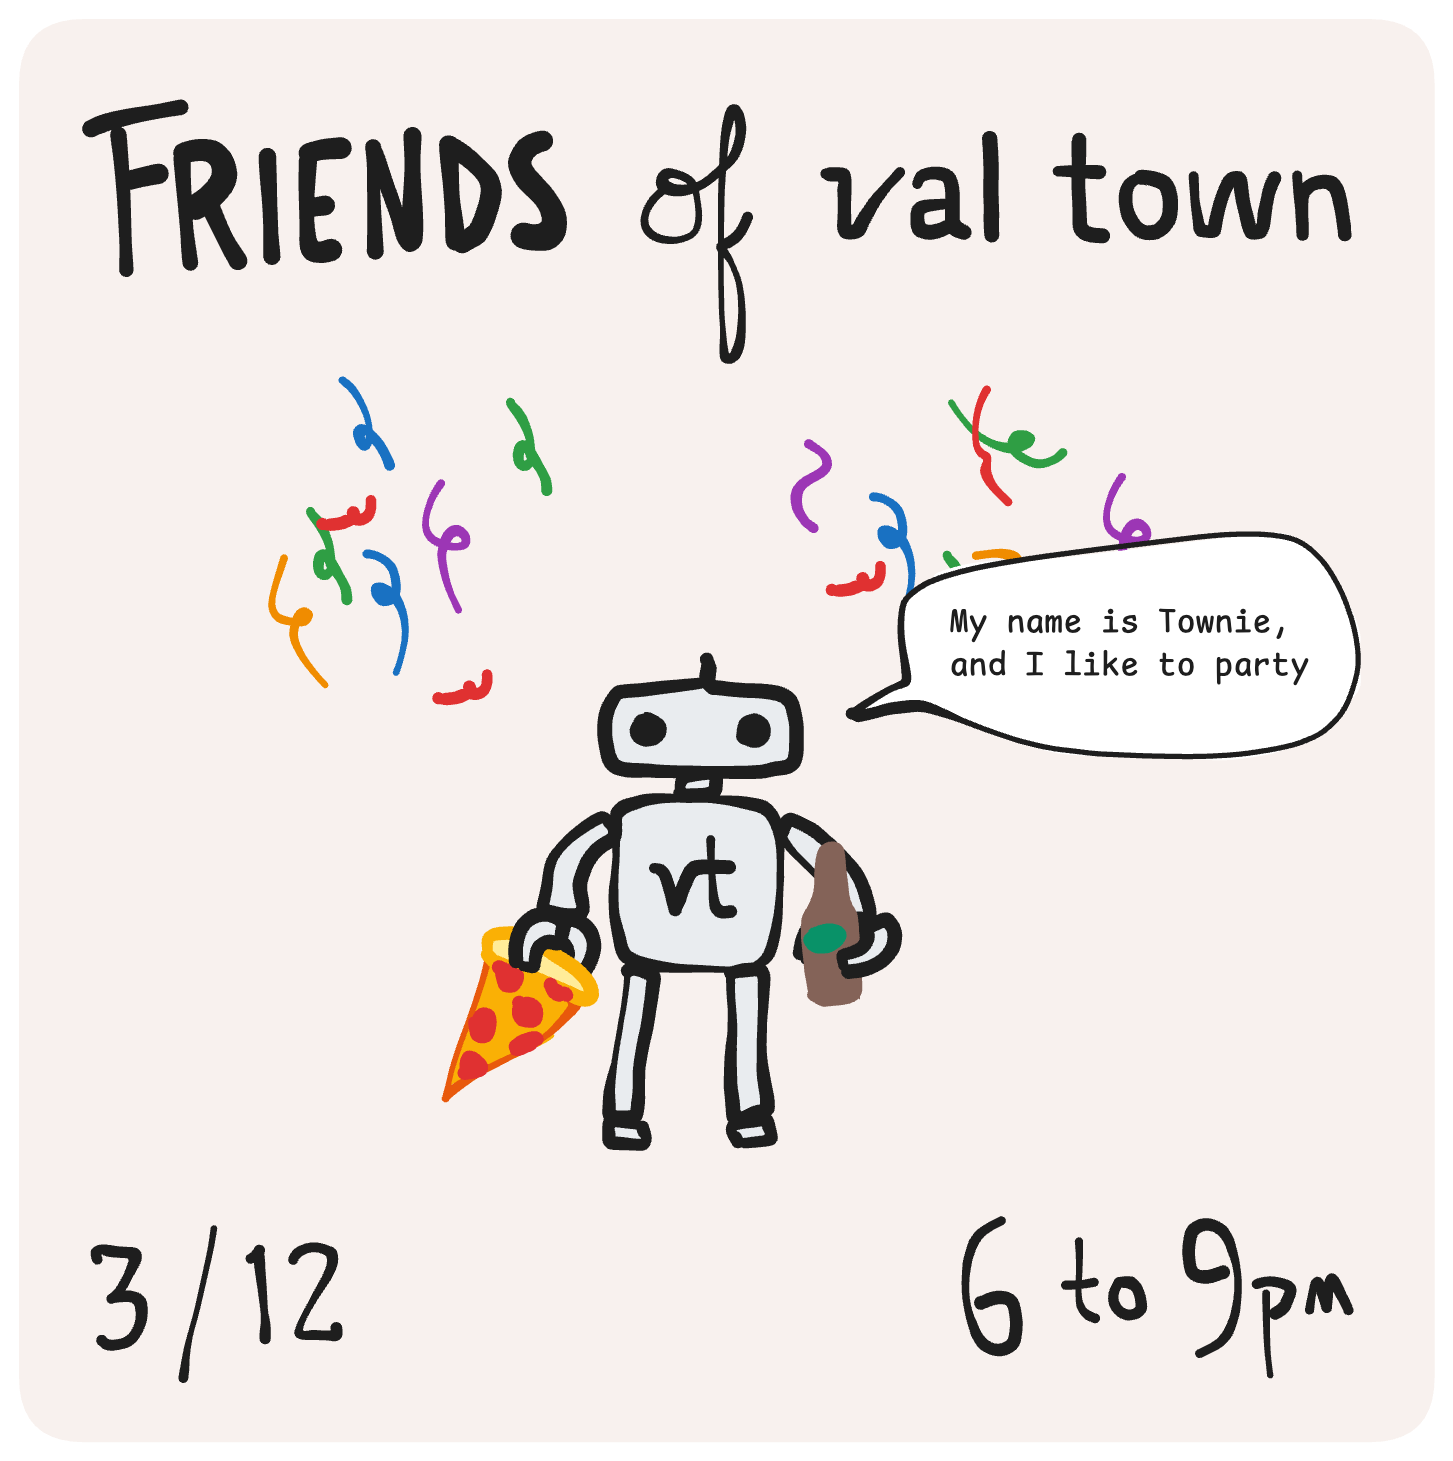 FRIENDS of val town
My name is Townie,
and I like to party
vt
3/12
6 to 9pm